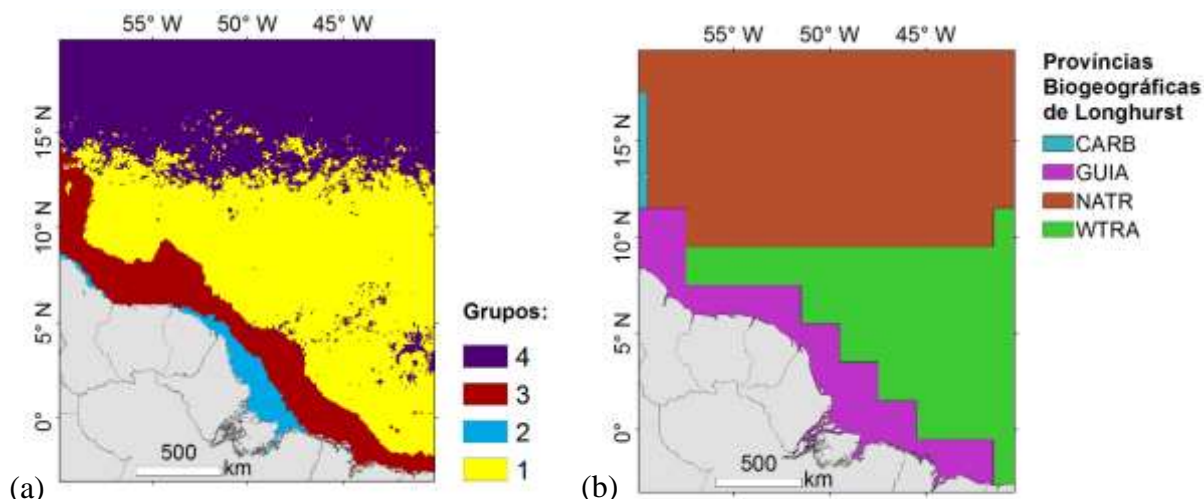 55° W 50° W 45° W
15° N
10° N
5° N
0°
500
km
Grupos:
4
3
2
1
(a)
55° W 50° W 45° W
15° N
10° N
5° N
0°
500
km
Províncias
Biogeográficas
de Longhurst
CARB
GUIA
NATR
WTRA
(b)